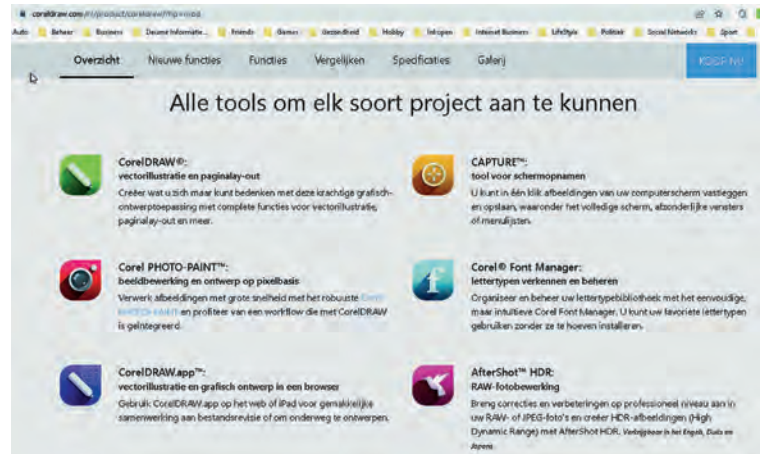 coreldraw.com/nl/product/coreldraw/?hp=mod
Auto Beheer Business Deurne Informatie... Friends Games Gezondheid Hobby Inlopen Internet Business LifeStyle Politiek Social Networks Sport
Overzicht Nieuwe functies Functies Vergelijken Specificaties Galerij KOOP NU
Alle tools om elk soort project aan te kunnen
CorelDRAW®:
vectorillustratie en paginalay-out
Creëer wat u zich maar kunt bedenken met deze krachtige grafisch-
ontwerptoepassing met complete functies voor vectorillustratie,
paginalay-out en meer.
CAPTURE™:
tool voor schermopnamen
U kunt in één klik afbeeldingen van uw computerscherm vastleggen
en opslaan, waaronder het volledige scherm, afzonderlijke vensters
of menulijsten.
Corel PHOTO-PAINT™:
beeldbewerking en ontwerp op pixelbasis
Verwerk afbeeldingen met grote snelheid met het robuuste Corel
PHOTO-PAINT en profiteer van een workflow die met CorelDRAW
is geïntegreerd.
Corel® Font Manager:
lettertypen verkennen en beheren
Organiseer en beheer uw lettertypebibliotheek met het eenvoudige,
maar intuïtieve Corel Font Manager. U kunt uw favoriete lettertypen
gebruiken zonder ze te hoeven installeren.
CorelDRAW.app™:
vectorillustratie en grafisch ontwerp in een browser
Gebruik CorelDRAW.app op het web of iPad voor gemakkelijke
samenwerking aan bestandsrevisie of om onderweg te ontwerpen.
AfterShot™ HDR:
RAW-fotobewerking
Breng correcties en verbeteringen op professioneel niveau aan in
uw RAW- of JPEG-foto's en creëer HDR-afbeeldingen (High
Dynamic Range) met AfterShot HDR. Verkrijgbaar in het Engels, Duits en
Japans.